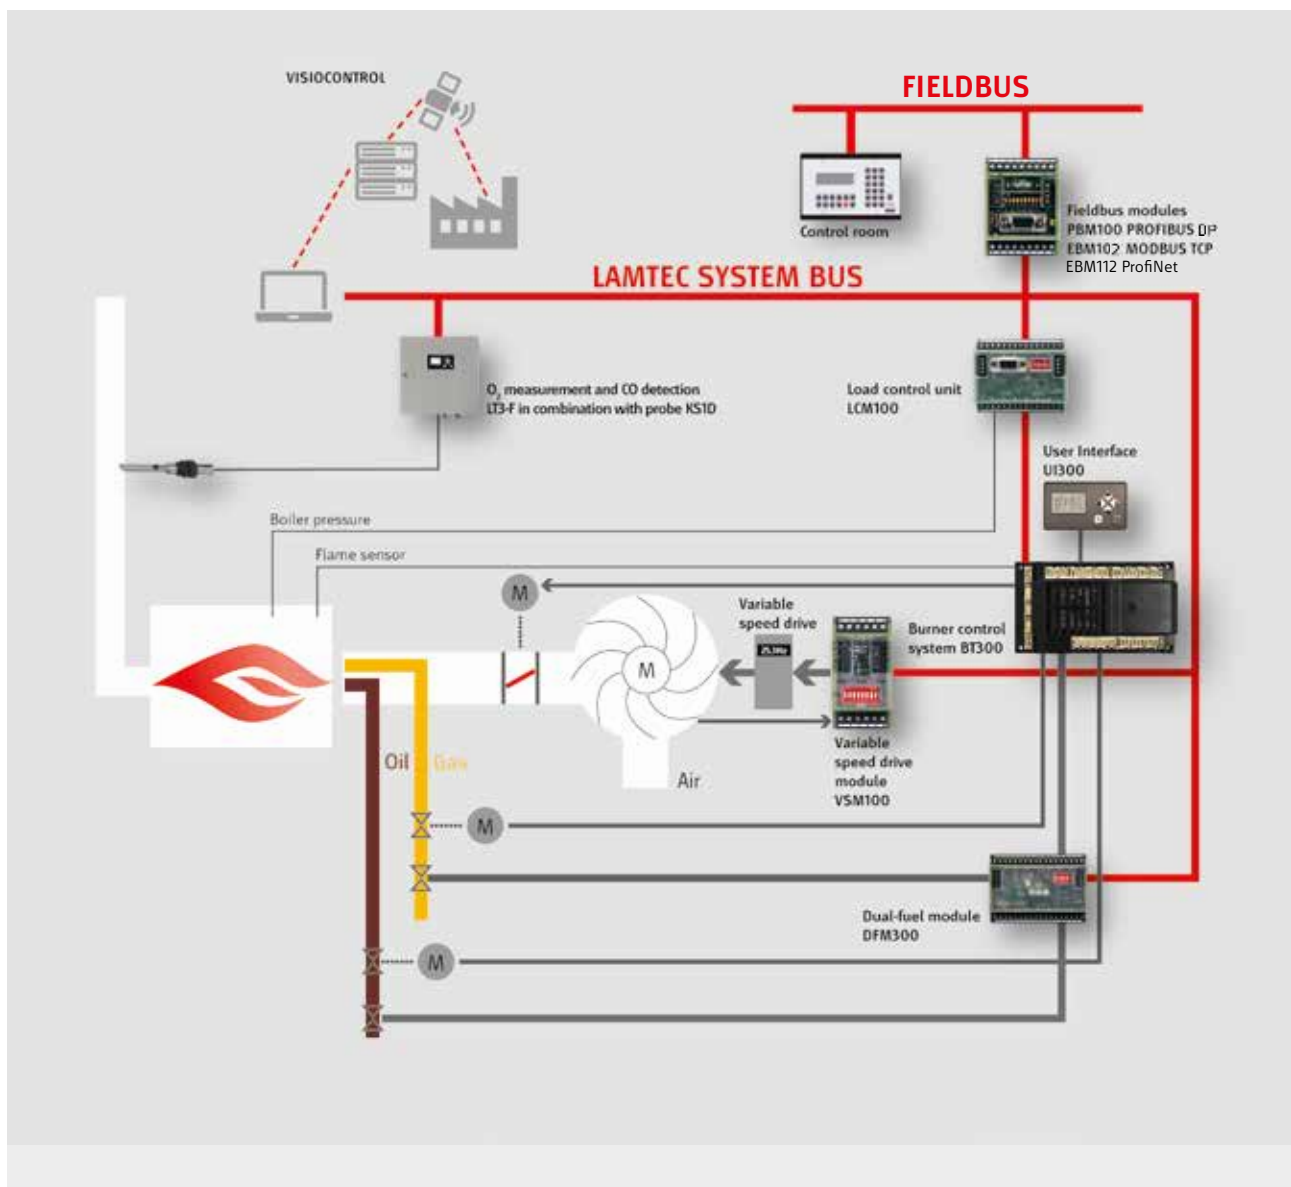 VISIOCONTROL
FIELDBUS
Control room
Fieldbus modules
PBM100 PROFIBUS DP
EBM102 MODBUS TCP
EBM112 ProfiNet
LAMTEC SYSTEM BUS
O₂ measurement and CO detection
LT3-F in combination with probe KS1D
Load control unit
LCM100
User Interface
UI300
Boiler pressure
Flame sensor
M
Variable
speed drive
Burner control
system BT300
M
Variable
speed drive
module
VSM100
Oil
Gas
Air
M
Dual-fuel module
DFM300
M